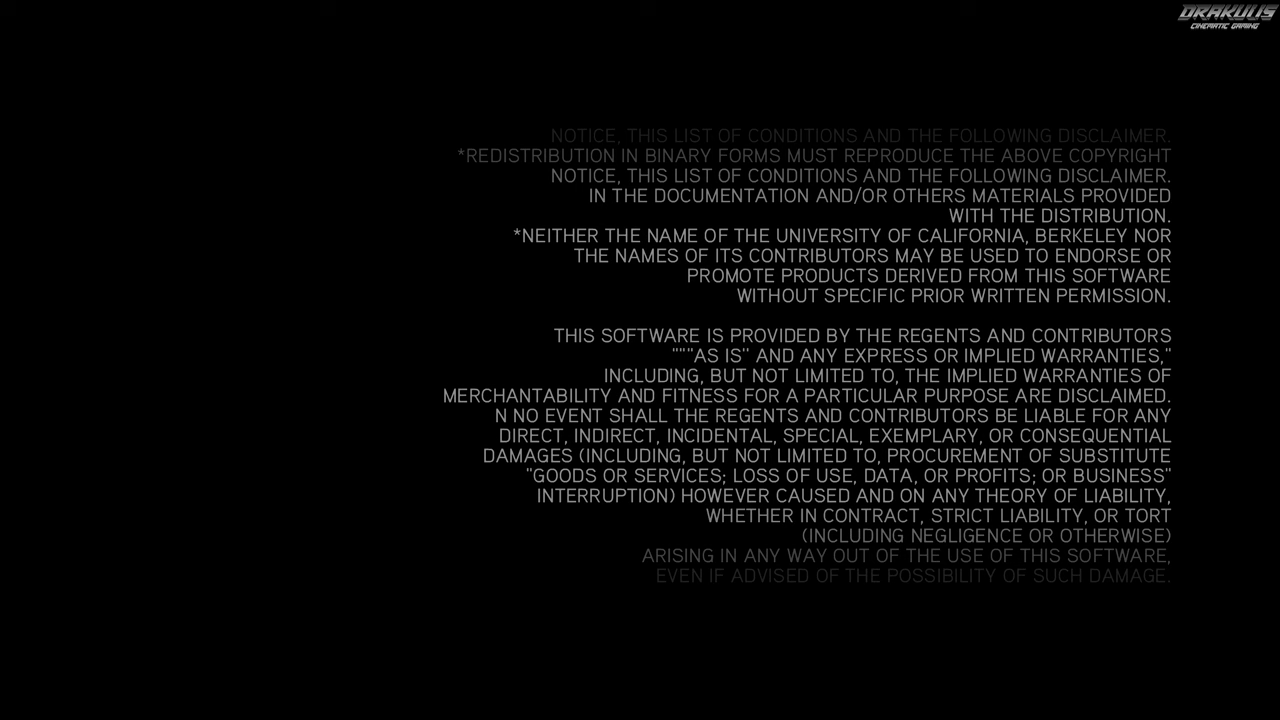 DRAKULIS
CINEMATIC GAMING
NOTICE, THIS LIST OF CONDITIONS AND THE FOLLOWING DISCLAIMER.
*REDISTRIBUTION IN BINARY FORMS MUST REPRODUCE THE ABOVE COPYRIGHT
NOTICE, THIS LIST OF CONDITIONS AND THE FOLLOWING DISCLAIMER.
IN THE DOCUMENTATION AND/OR OTHERS MATERIALS PROVIDED
WITH THE DISTRIBUTION.
*NEITHER THE NAME OF THE UNIVERSITY OF CALIFORNIA, BERKELEY NOR
THE NAMES OF ITS CONTRIBUTORS MAY BE USED TO ENDORSE OR
PROMOTE PRODUCTS DERIVED FROM THIS SOFTWARE
WITHOUT SPECIFIC PRIOR WRITTEN PERMISSION.
THIS SOFTWARE IS PROVIDED BY THE REGENTS AND CONTRIBUTORS
"""AS IS'' AND ANY EXPRESS OR IMPLIED WARRANTIES,"
INCLUDING, BUT NOT LIMITED TO, THE IMPLIED WARRANTIES OF
MERCHANTABILITY AND FITNESS FOR A PARTICULAR PURPOSE ARE DISCLAIMED.
N NO EVENT SHALL THE REGENTS AND CONTRIBUTORS BE LIABLE FOR ANY
DIRECT, INDIRECT, INCIDENTAL, SPECIAL, EXEMPLARY, OR CONSEQUENTIAL
DAMAGES (INCLUDING, BUT NOT LIMITED TO, PROCUREMENT OF SUBSTITUTE
"GOODS OR SERVICES; LOSS OF USE, DATA, OR PROFITS; OR BUSINESS"
INTERRUPTION) HOWEVER CAUSED AND ON ANY THEORY OF LIABILITY,
WHETHER IN CONTRACT, STRICT LIABILITY, OR TORT
(INCLUDING NEGLIGENCE OR OTHERWISE)
ARISING IN ANY WAY OUT OF THE USE OF THIS SOFTWARE,
EVEN IF ADVISED OF THE POSSIBILITY OF SUCH DAMAGE.